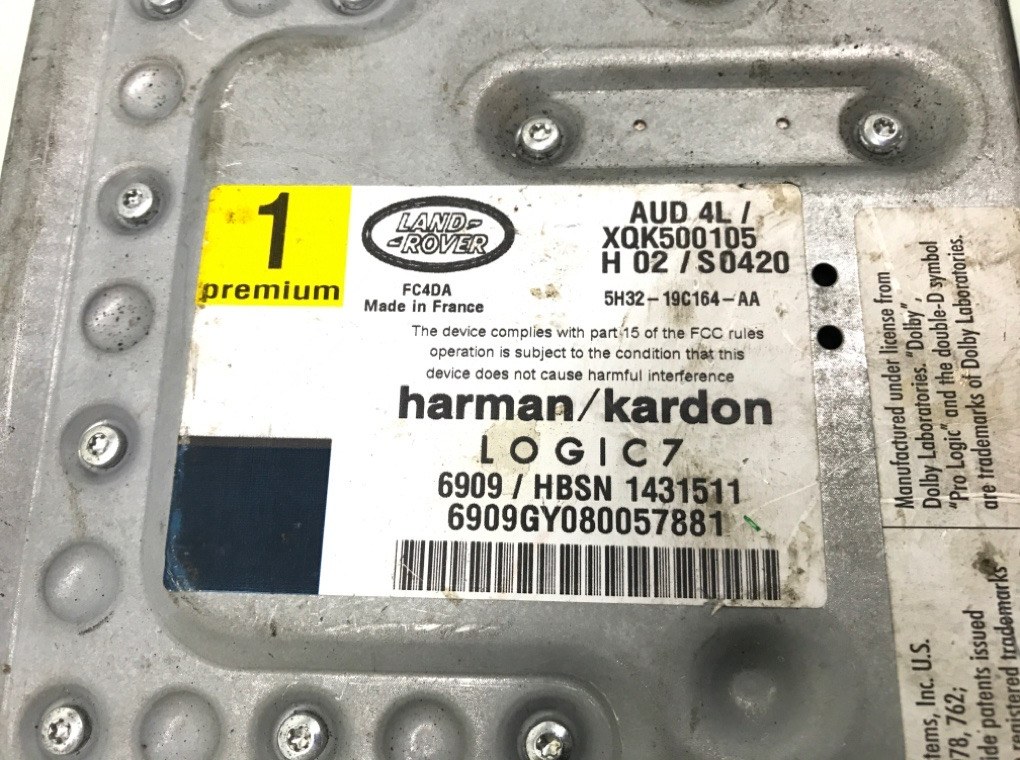 1
premium
LAND-
-ROVER
FC4DA
Made in France
AUD 4L /
XQK500105
H 02 / S0420
5H32-19C164-AA
The device complies with part 15 of the FCC rules
operation is subject to the condition that this
device does not cause harmful interference
harman/kardon
LOGIC7
6909 / HBSN 1431511
6909GY080057881
Manufactured under license from
Dolby Laboratories. "Dolby",
"Pro Logic" and the double-D symbol
are trademarks of Dolby Laboratories.
tems, Inc. U.S.
78, 762;
ide patents issued
registered trademarks